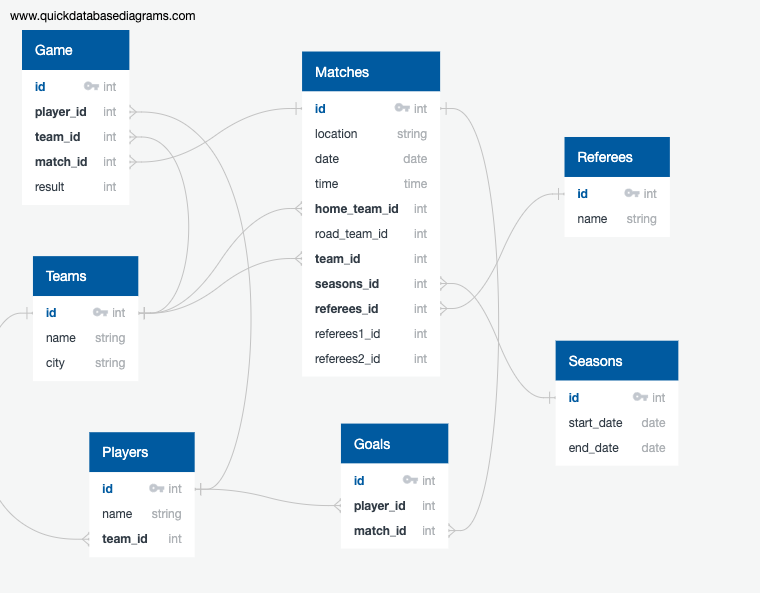 www.quickdatabasediagrams.com
Game
id int
player_id int
team_id int
match_id int
result int
Matches
id int
location string
date date
time time
home_team_id int
road_team_id int
team_id int
seasons_id int
referees_id int
referees1_id int
referees2_id int
Referees
id int
name string
Teams
id int
name string
city string
Seasons
id int
start_date date
end_date date
Players
id int
name string
team_id int
Goals
id int
player_id int
match_id int